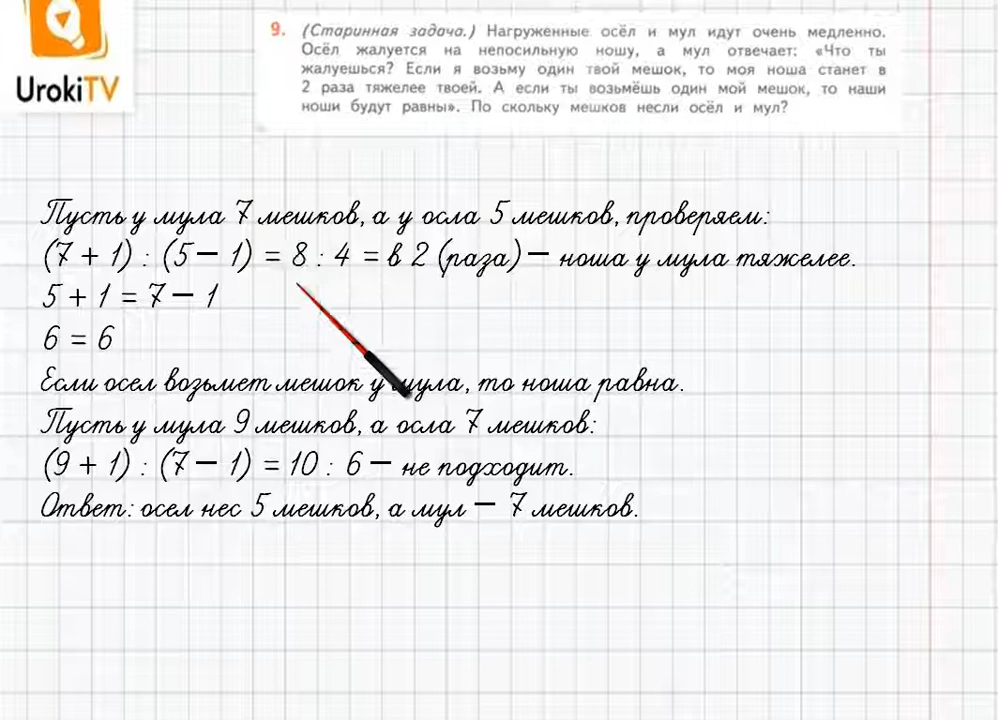 UrokiTV
9. (Старинная задача.) Нагруженные осёл и мул идут очень медленно.
Осёл жалуется на непосильную ношу, а мул отвечает: «Что ты
жалуешься? Если я возьму один твой мешок, то моя ноша станет в
2 раза тяжелее твоей. А если ты возьмёшь один мой мешок, то наши
ноши будут равны». По скольку мешков несли осёл и мул?
Пусть у мула 7 мешков, а у осла 5 мешков, проверяем:
(7 + 1) : (5 – 1) = 8 : 4 = в 2 (раза) – ноша у мула тяжелее.
5 + 1 = 7 – 1
6 = 6
Если осел возьмет мешок у мула, то ноша равна.
Пусть у мула 9 мешков, а осла 7 мешков:
(9 + 1) : (7 – 1) = 10 : 6 – не подходит.
Ответ: осел нес 5 мешков, а мул – 7 мешков.